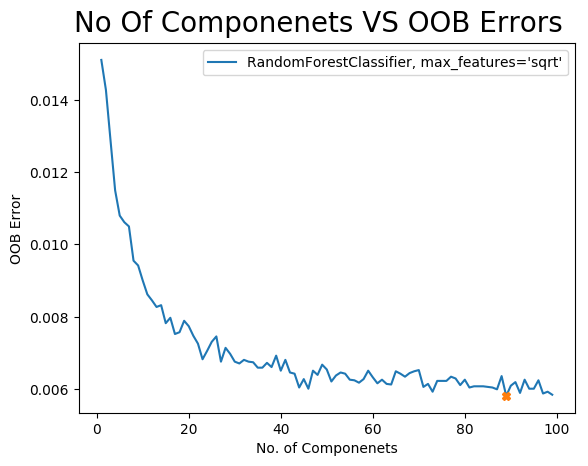 No Of Componenets VS OOB Errors
RandomForestClassifier, max_features='sqrt'
0.014
0.012
0.010
0.008
0.006
OOB Error
0 20 40 60 80 100
No. of Componenets